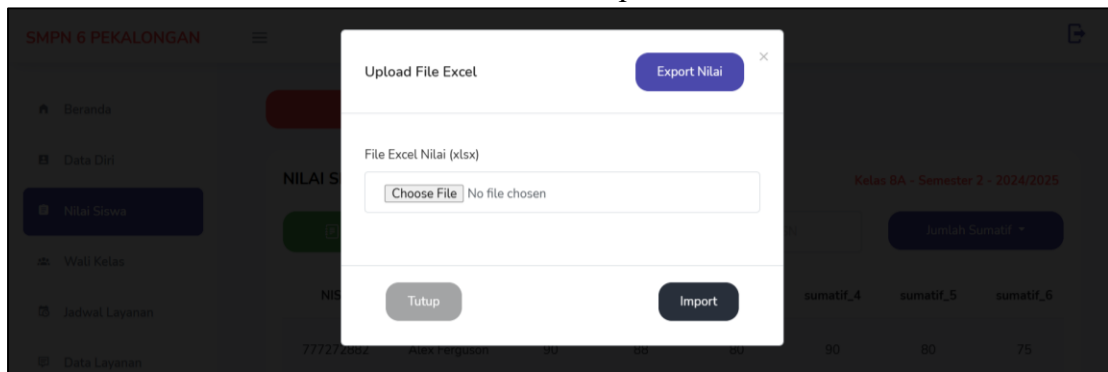 SMPN 6 PEKALONGAN
Upload File Excel
Export Nilai
×
Beranda
Data Diri
File Excel Nilai (xlsx)
NILAI S
Kelas 8A - Semester 2 - 2024/2025
Choose File No file chosen
Nilai Siswa
Jumlah Sumatif
Wali Kelas
Tutup
Import
NIS
sumatif_4 sumatif_5 sumatif_6
Jadwal Layanan
777272882 Alex Ferguson 90 88 80 90 80 75
Data Layanan